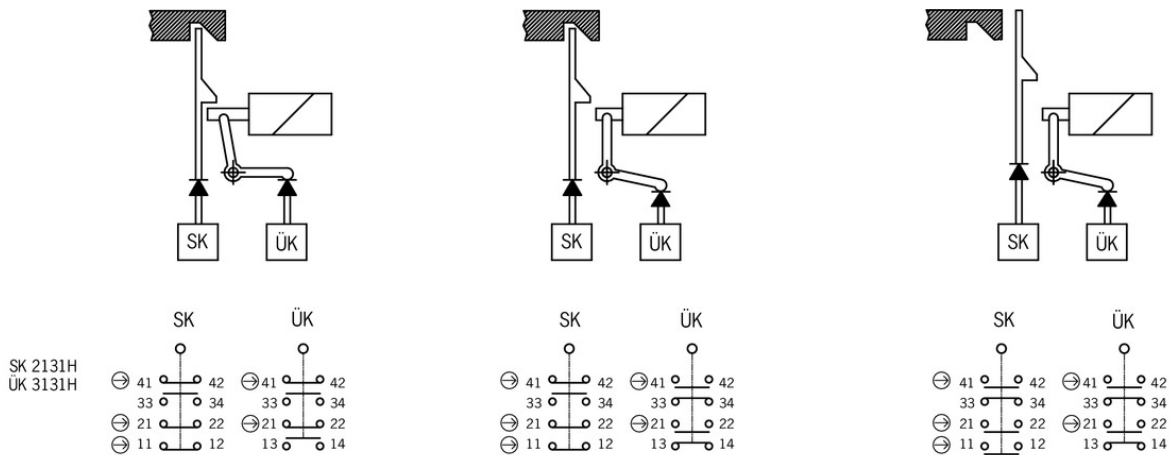 SK ÜK SK ÜK SK ÜK
SK ÜK SK ÜK SK ÜK
SK 2131H
ÜK 3131H
41 42 41 42 41 42 41 42 41 42 41 42
33 34 33 34 33 34 33 34 33 34 33 34
21 22 21 22 21 22 21 22 21 22 21 22
11 12 13 14 11 12 13 14 11 12 13 14